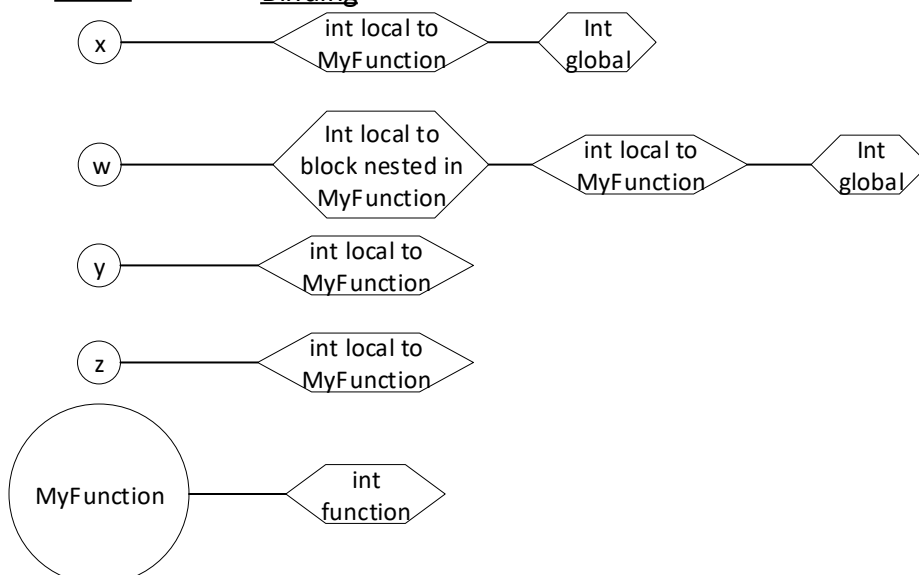 Binding
x
int local to
MyFunction
Int
global
w
Int local to
block nested in
MyFunction
int local to
MyFunction
Int
global
y
int local to
MyFunction
z
int local to
MyFunction
MyFunction
int
function